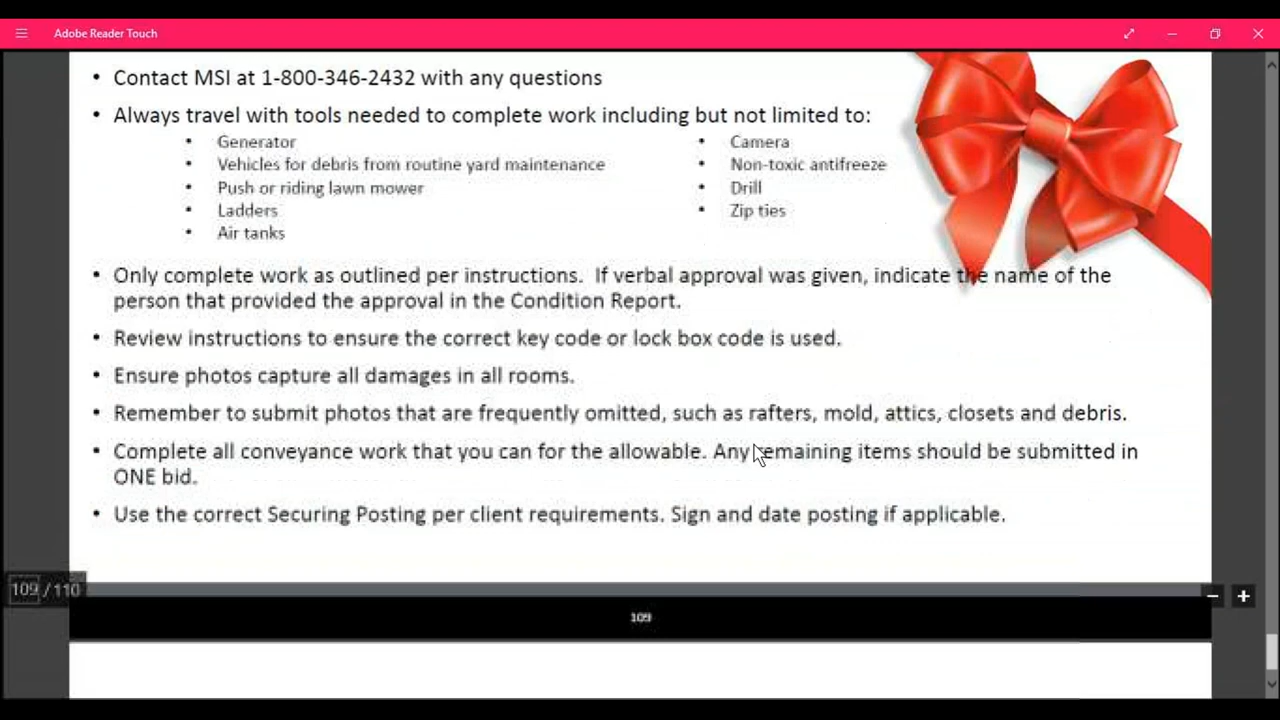 Adobe Reader Touch
• Contact MSI at 1-800-346-2432 with any questions
• Always travel with tools needed to complete work including but not limited to:
• Generator
• Vehicles for debris from routine yard maintenance
• Push or riding lawn mower
• Ladders
• Air tanks
• Camera
• Non-toxic antifreeze
• Drill
• Zip ties
• Only complete work as outlined per instructions. If verbal approval was given, indicate the name of the
person that provided the approval in the Condition Report.
• Review instructions to ensure the correct key code or lock box code is used.
• Ensure photos capture all damages in all rooms.
• Remember to submit photos that are frequently omitted, such as rafters, mold, attics, closets and debris.
• Complete all conveyance work that you can for the allowable. Any remaining items should be submitted in
ONE bid.
• Use the correct Securing Posting per client requirements. Sign and date posting if applicable.
109 / 110
109